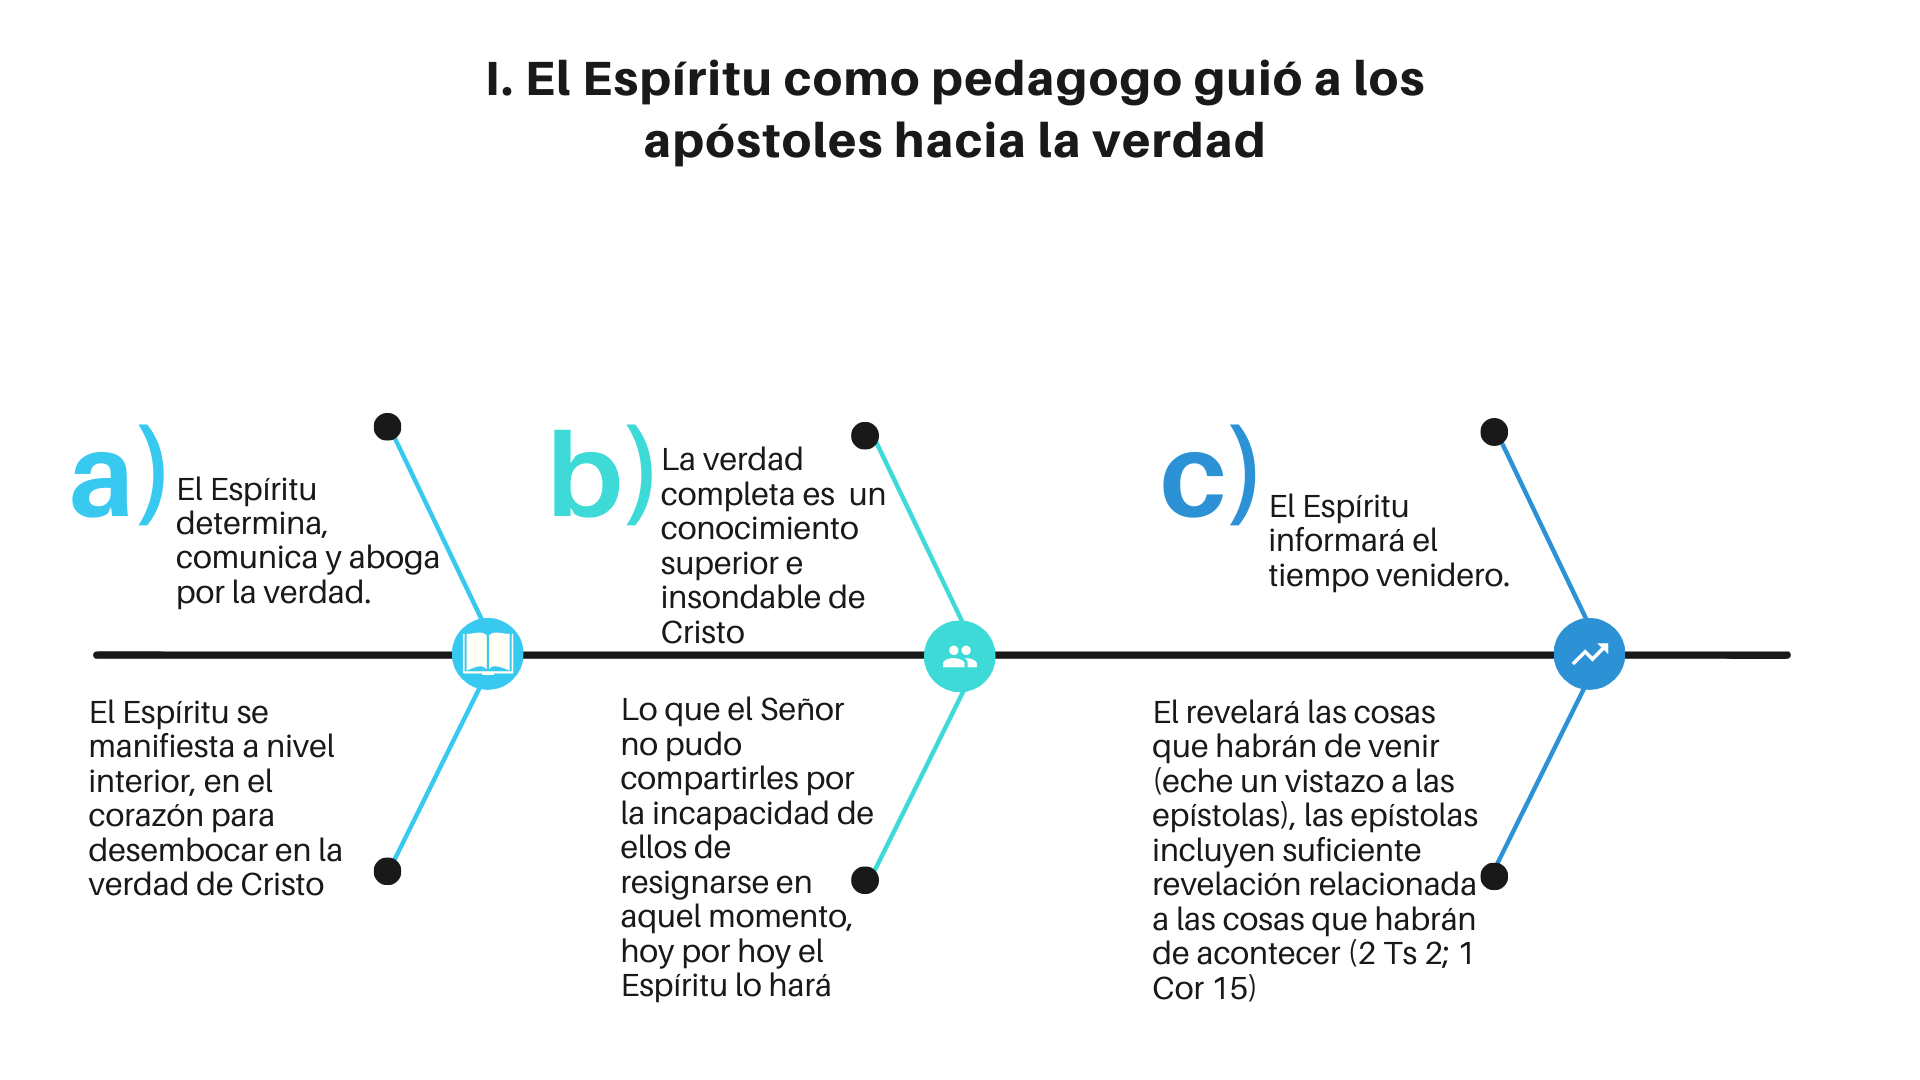 I. El Espíritu como pedagogo guió a los
apóstoles hacia la verdad
a)
El Espíritu
determina,
comunica y aboga
por la verdad.
El Espíritu se
manifiesta a nivel
interior, en el
corazón para
desembocar en la
verdad de Cristo
b)
La verdad
completa es  un
conocimiento
superior e
insondable de
Cristo
Lo que el Señor
no pudo
compartirles por
la incapacidad de
ellos de
resignarse en
aquel momento,
hoy por hoy el
Espíritu lo hará
c)
El Espíritu
informará el
tiempo venidero.
El revelará las cosas
que habrán de venir
(eche un vistazo a las
epístolas), las epístolas
incluyen suficiente
revelación relacionada
a las cosas que habrán
de acontecer (2 Ts 2; 1
Cor 15)